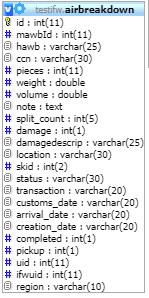 testifw.airbreakdown
id : int(11)
mawbId : int(11)
hawb : varchar(25)
ccn : varchar(30)
pieces : int(11)
weight : double
volume : double
note : text
split_count : int(5)
damage : int(1)
damagedescrip : varchar(25)
location : varchar(30)
skid : int(2)
status : varchar(30)
transaction : varchar(20)
customs_date : varchar(20)
arrival_date : varchar(20)
creation_date : varchar(20)
completed : int(1)
pickup : int(1)
uid : int(11)
ifwuid : int(11)
region : varchar(10)